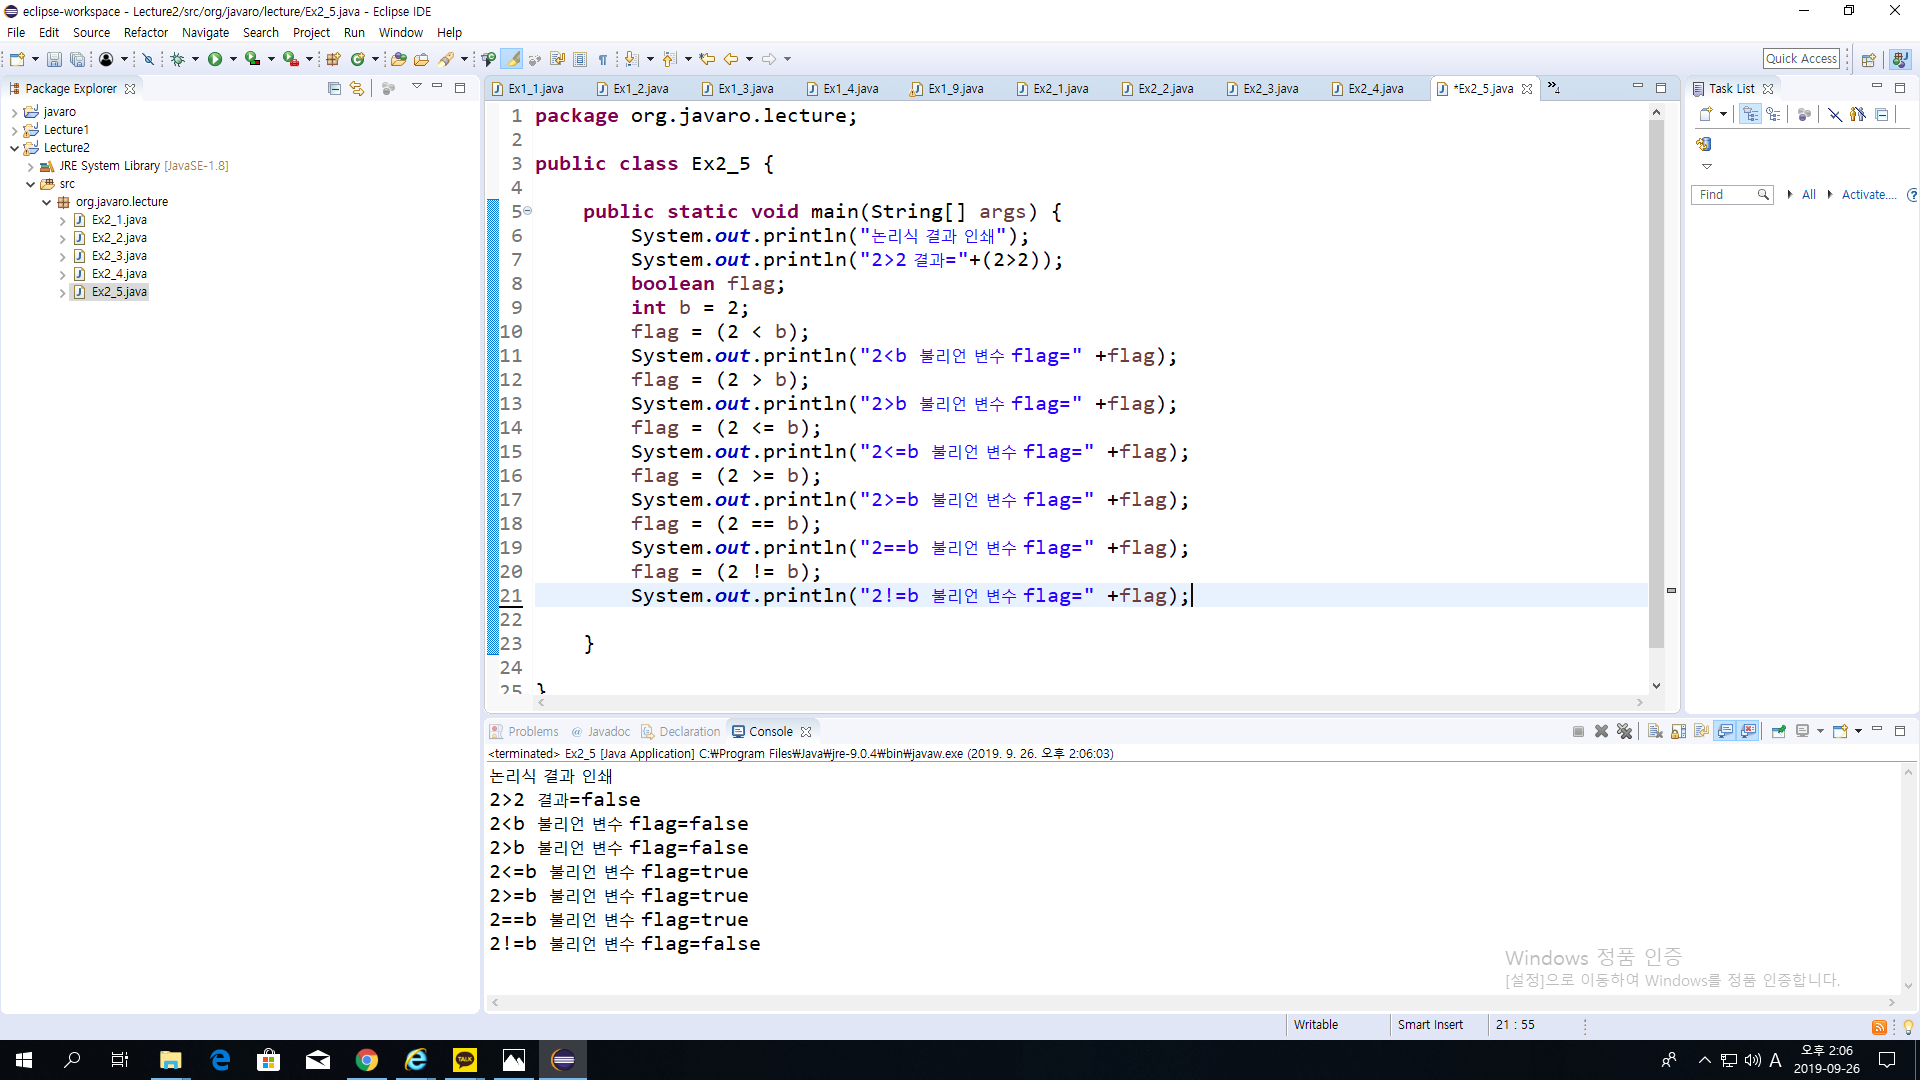 eclipse-workspace - Lecture2/src/org/javaro/lecture/Ex2_5.java - Eclipse IDE
File Edit Source Refactor Navigate Search Project Run Window Help
Quick Access
Package Explorer
javaro
Lecture1
Lecture2
JRE System Library [JavaSE-1.8]
src
org.javaro.lecture
Ex2_1.java
Ex2_2.java
Ex2_3.java
Ex2_4.java
Ex2_5.java
Ex1_1.java Ex1_2.java Ex1_3.java Ex1_4.java Ex1_9.java Ex2_1.java Ex2_2.java Ex2_3.java Ex2_4.java *Ex2_5.java »4
1 package org.javaro.lecture;
2
3 public class Ex2_5 {
4
5 public static void main(String[] args) {
6 System.out.println("논리식 결과 인쇄");
7 System.out.println("2>2 결과="+(2>2));
8 boolean flag;
9 int b = 2;
10 flag = (2 < b);
11 System.out.println("2<b 불리언 변수 flag=" +flag);
12 flag = (2 > b);
13 System.out.println("2>b 불리언 변수 flag=" +flag);
14 flag = (2 <= b);
15 System.out.println("2<=b 불리언 변수 flag=" +flag);
16 flag = (2 >= b);
17 System.out.println("2>=b 불리언 변수 flag=" +flag);
18 flag = (2 == b);
19 System.out.println("2==b 불리언 변수 flag=" +flag);
20 flag = (2 != b);
21 System.out.println("2!=b 불리언 변수 flag=" +flag);
22
23 }
24
25 }
Task List
Find All Activate...
Problems @ Javadoc Declaration Console
<terminated> Ex2_5 [Java Application] C:₩Program Files₩Java₩jre-9.0.4₩bin₩javaw.exe (2019. 9. 26. 오후 2:06:03)
논리식 결과 인쇄
2>2 결과=false
2<b 불리언 변수 flag=false
2>b 불리언 변수 flag=false
2<=b 불리언 변수 flag=true
2>=b 불리언 변수 flag=true
2==b 불리언 변수 flag=true
2!=b 불리언 변수 flag=false
Windows 정품 인증
[설정]으로 이동하여 Windows를 정품 인증합니다.
Writable Smart Insert 21 : 55
TALK
A
오후 2:06
2019-09-26